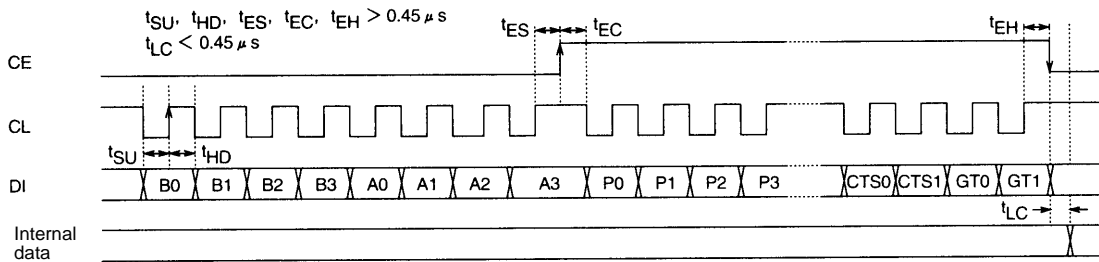 tSU, tHD, tES, tEC, tEH > 0.45 μs
tLC < 0.45 μs
tES tEC tEH
CE
CL
tSU tHD
DI B0 B1 B2 B3 A0 A1 A2 A3 P0 P1 P2 P3 CTS0 CTS1 GT0 GT1
tLC
Internal
data